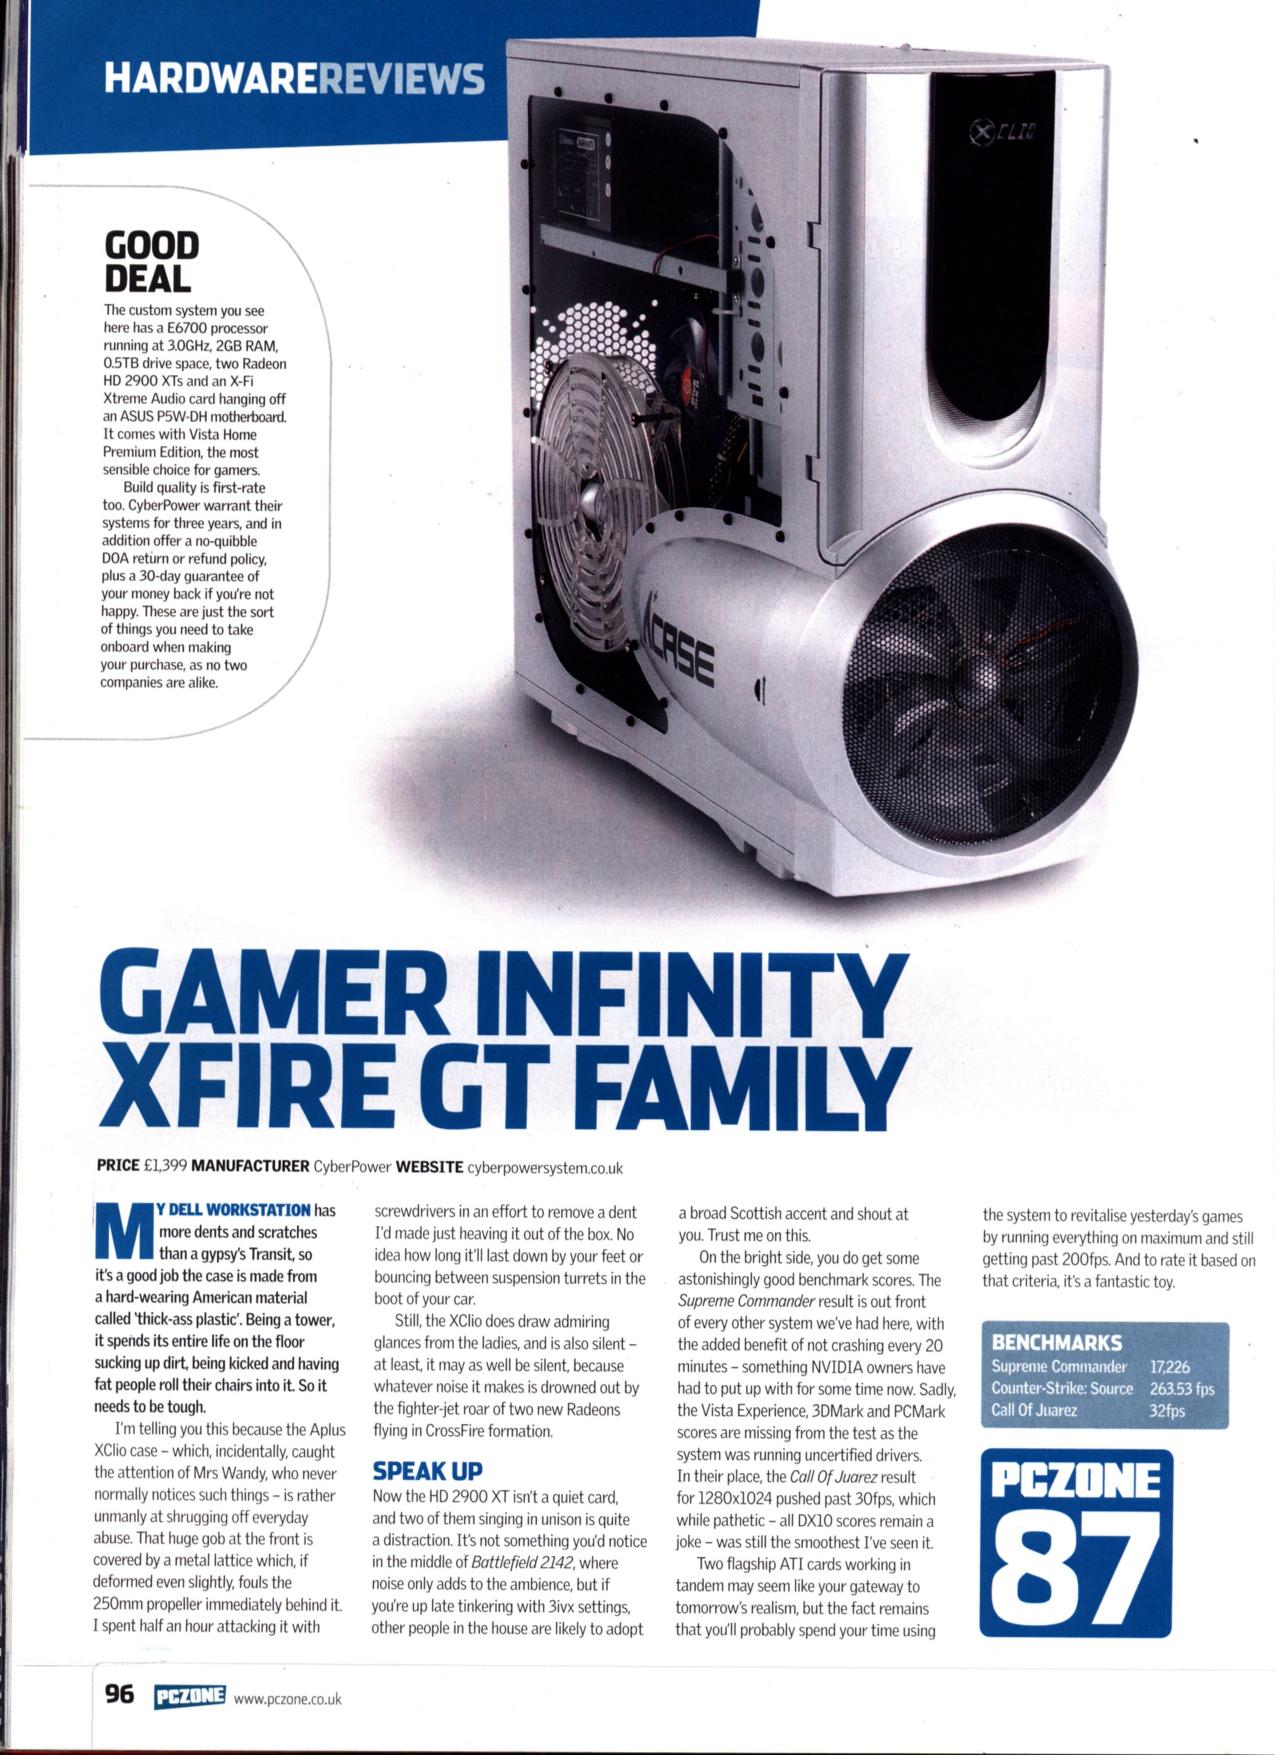 HARDWAREREVIEWS
XCLIO
GOOD
DEAL
The custom system you see
here has a E6700 processor
running at 3.0GHz, 2GB RAM,
0.5TB drive space, two Radeon
HD 2900 XTs and an X-Fi
Xtreme Audio card hanging off
an ASUS P5W-DH motherboard.
It comes with Vista Home
Premium Edition, the most
sensible choice for gamers.
Build quality is first-rate
too. CyberPower warrant their
systems for three years, and in
addition offer a no-quibble
DOA return or refund policy,
plus a 30-day guarantee of
your money back if you're not
happy. These are just the sort
of things you need to take
onboard when making
your purchase, as no two
companies are alike.
A+CASE
GAMER INFINITY
XFIRE GT FAMILY
PRICE £1,399 MANUFACTURER CyberPower WEBSITE cyberpowersystem.co.uk
MY DELL WORKSTATION has
more dents and scratches
than a gypsy's Transit, so
it's a good job the case is made from
a hard-wearing American material
called 'thick-ass plastic'. Being a tower,
it spends its entire life on the floor
sucking up dirt, being kicked and having
fat people roll their chairs into it. So it
needs to be tough.
I'm telling you this because the Aplus
XClio case – which, incidentally, caught
the attention of Mrs Wandy, who never
normally notices such things – is rather
unmanly at shrugging off everyday
abuse. That huge gob at the front is
covered by a metal lattice which, if
deformed even slightly, fouls the
250mm propeller immediately behind it.
I spent half an hour attacking it with
screwdrivers in an effort to remove a dent
I'd made just heaving it out of the box. No
idea how long it'll last down by your feet or
bouncing between suspension turrets in the
boot of your car.
Still, the XClio does draw admiring
glances from the ladies, and is also silent –
at least, it may as well be silent, because
whatever noise it makes is drowned out by
the fighter-jet roar of two new Radeons
flying in CrossFire formation.
SPEAK UP
Now the HD 2900 XT isn't a quiet card,
and two of them singing in unison is quite
a distraction. It's not something you'd notice
in the middle of Battlefield 2142, where
noise only adds to the ambience, but if
you're up late tinkering with 3ivx settings,
other people in the house are likely to adopt
a broad Scottish accent and shout at
you. Trust me on this.
On the bright side, you do get some
astonishingly good benchmark scores. The
Supreme Commander result is out front
of every other system we've had here, with
the added benefit of not crashing every 20
minutes – something NVIDIA owners have
had to put up with for some time now. Sadly,
the Vista Experience, 3DMark and PCMark
scores are missing from the test as the
system was running uncertified drivers.
In their place, the Call Of Juarez result
for 1280x1024 pushed past 30fps, which
while pathetic – all DX10 scores remain a
joke – was still the smoothest I've seen it.
Two flagship ATI cards working in
tandem may seem like your gateway to
tomorrow's realism, but the fact remains
that you'll probably spend your time using
the system to revitalise yesterday's games
by running everything on maximum and still
getting past 200fps. And to rate it based on
that criteria, it's a fantastic toy.
BENCHMARKS
Supreme Commander 17,226
Counter-Strike: Source 263.53 fps
Call Of Juarez 32fps
PCZONE
87
96 PCZONE www.pczone.co.uk